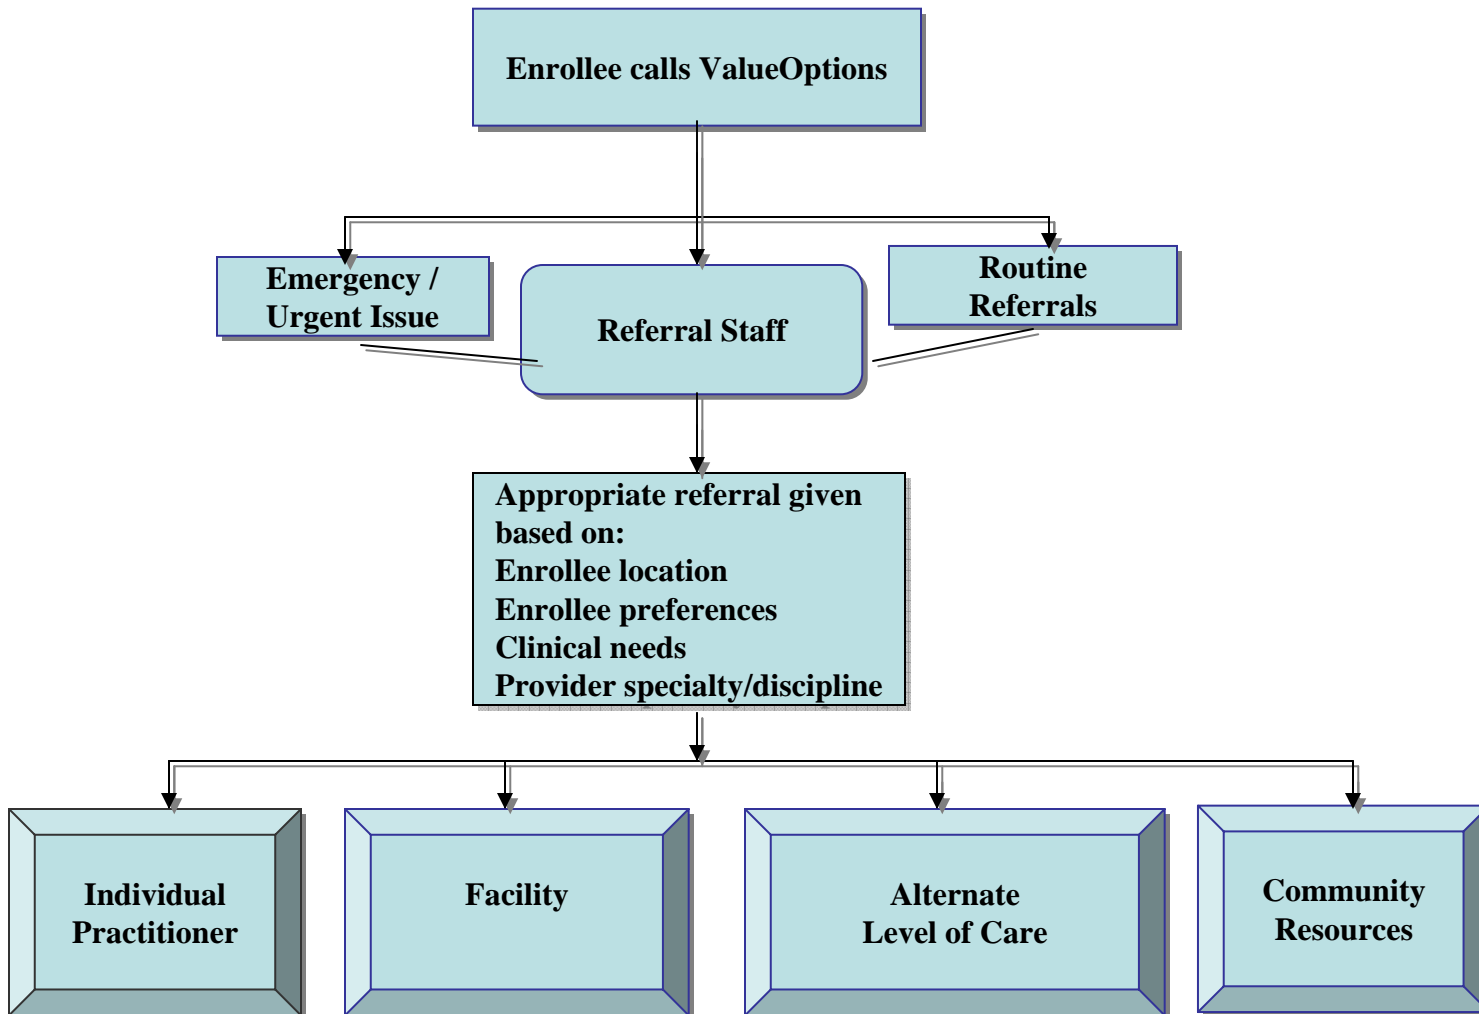 Enrollee calls ValueOptions
Emergency /
Urgent Issue
Referral Staff
Routine
Referrals
Appropriate referral given
based on:
Enrollee location
Enrollee preferences
Clinical needs
Provider specialty/discipline
Individual
Practitioner
Facility
Alternate
Level of Care
Community
Resources